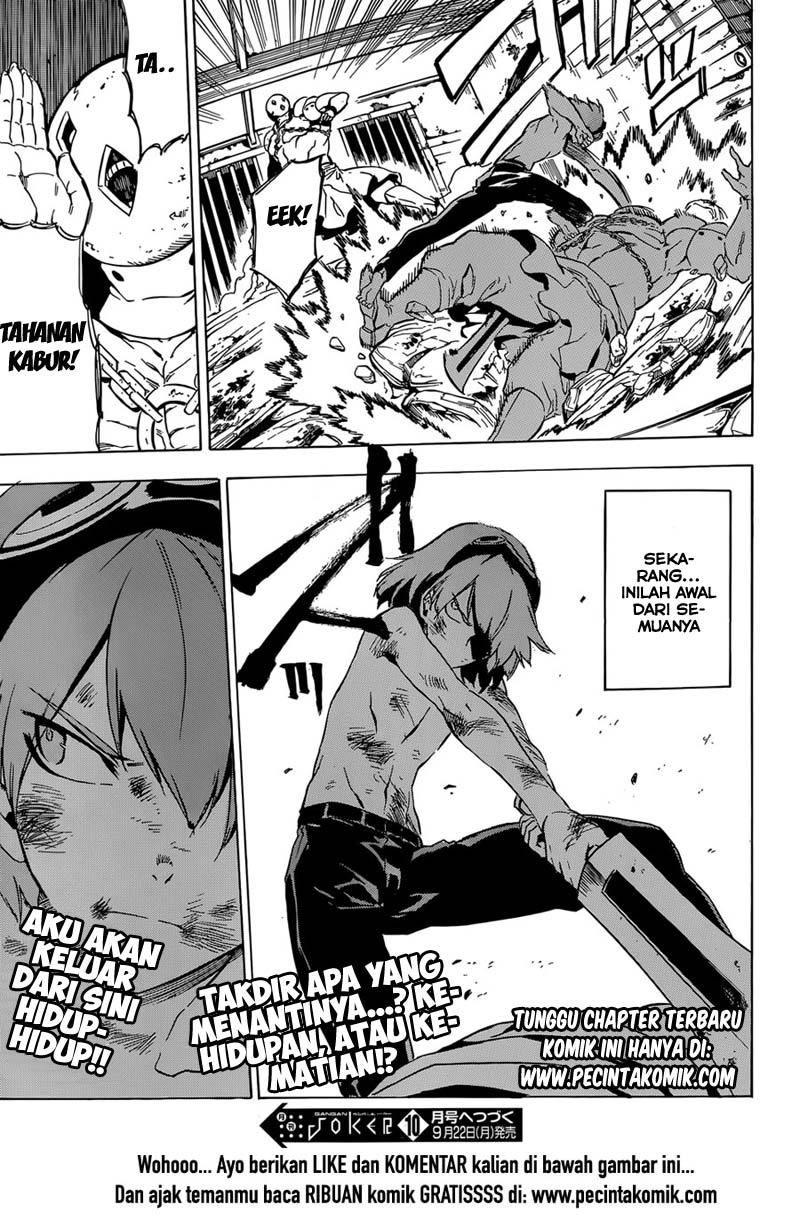 EEK!
TA..
TAHANAN
KABUR!
SEKA-
RANG...
INILAH AWAL
DARI SE-
MUANYA
AKU AKAN
KELUAR
DARI SINI
HIDUP-
HIDUP!!
TAKDIR APA YANG
MENANTINYA...? KE-
HIDUPAN, ATAU KE-
MATIAN!?
TUNGGU CHAPTER TERBARU
KOMIK INI HANYA DI:
WWW.PECINTAKOMIK.COM
月刊
GANGAN
JOKER
10
月号へつづく
9月22日(月)発売
Wohooo... Ayo berikan LIKE dan KOMENTAR kalian di bawah gambar ini...
Dan ajak temanmu baca RIBUAN komik GRATISSSS di: www.pecintakomik.com